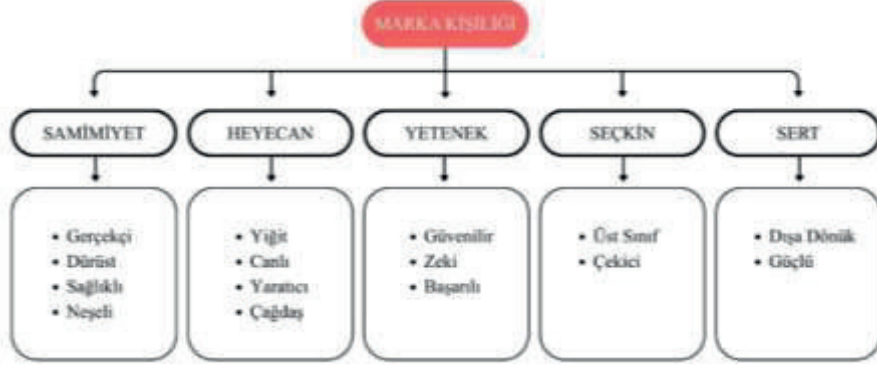 MARKA KİŞİLİĞİ
SAMİMİYET
HEYECAN
YETENEK
SEÇKİN
SERT
• Gerçekçi
• Dürüst
• Sağlıklı
• Neşeli
• Yiğit
• Canlı
• Yaratıcı
• Çağdaş
• Güvenilir
• Zeki
• Başarılı
• Üst Sınıf
• Çekici
• Dışa Dönük
• Güçlü